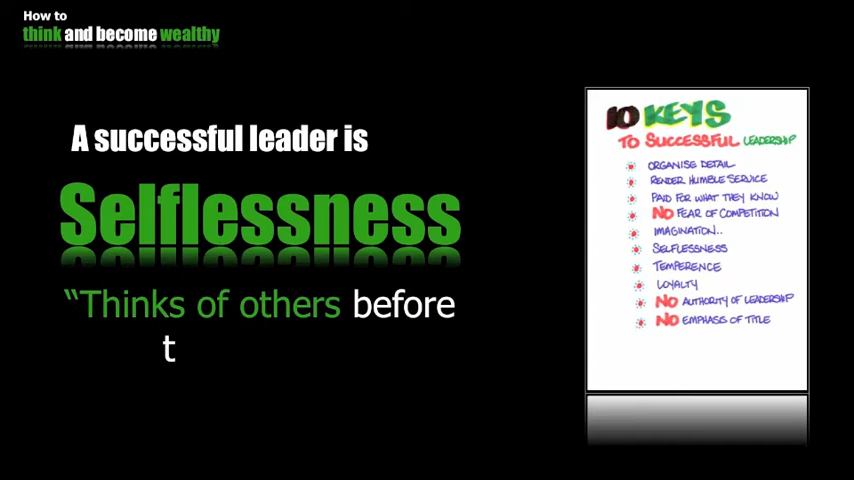 How to
think and become wealthy
A successful leader is
Selflessness
“Thinks of others before
t
10 KEYS
TO SUCCESSFUL LEADERSHIP
ORGANISE DETAIL
RENDER HUMBLE SERVICE
PAID FOR WHAT THEY KNOW
NO FEAR OF COMPETITION
IMAGINATION..
SELFLESSNESS
TEMPERENCE
LOYALTY
NO AUTHORITY OF LEADERSHIP
NO EMPHASIS OF TITLE